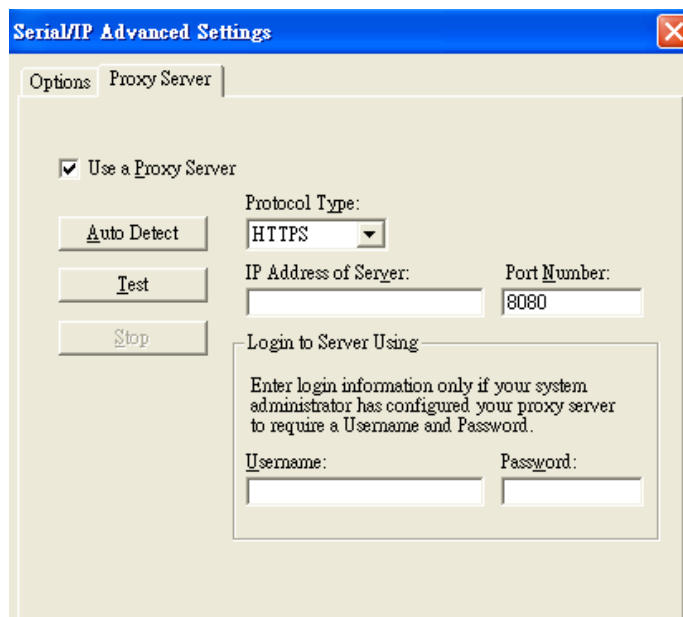 Serial/IP Advanced Settings
Options
Proxy Server
Use a Proxy Server
Auto Detect
Test
Stop
Protocol Type:
HTTPS
IP Address of Server:
Port Number:
8080
Login to Server Using
Enter login information only if your system
administrator has configured your proxy server
to require a Username and Password.
Username:
Password: